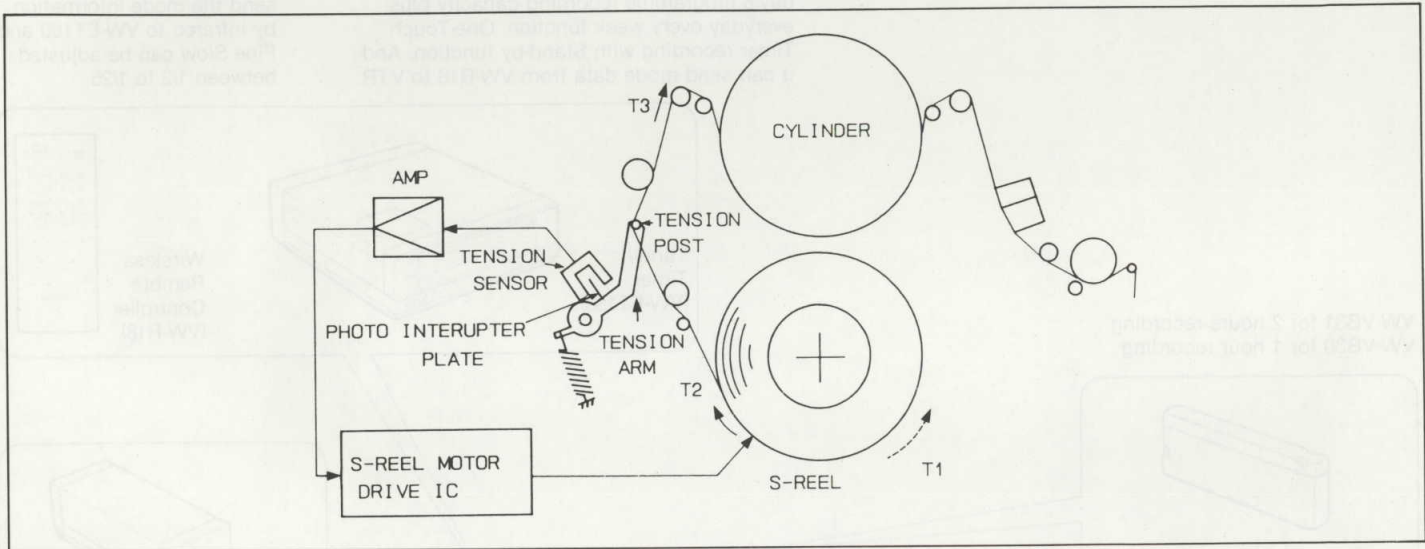 T3
CYLINDER
AMP
TENSION
POST
TENSION
SENSOR
PHOTO INTERUPTER
PLATE
TENSION
ARM
T2
T1
S-REEL
S-REEL MOTOR
DRIVE IC